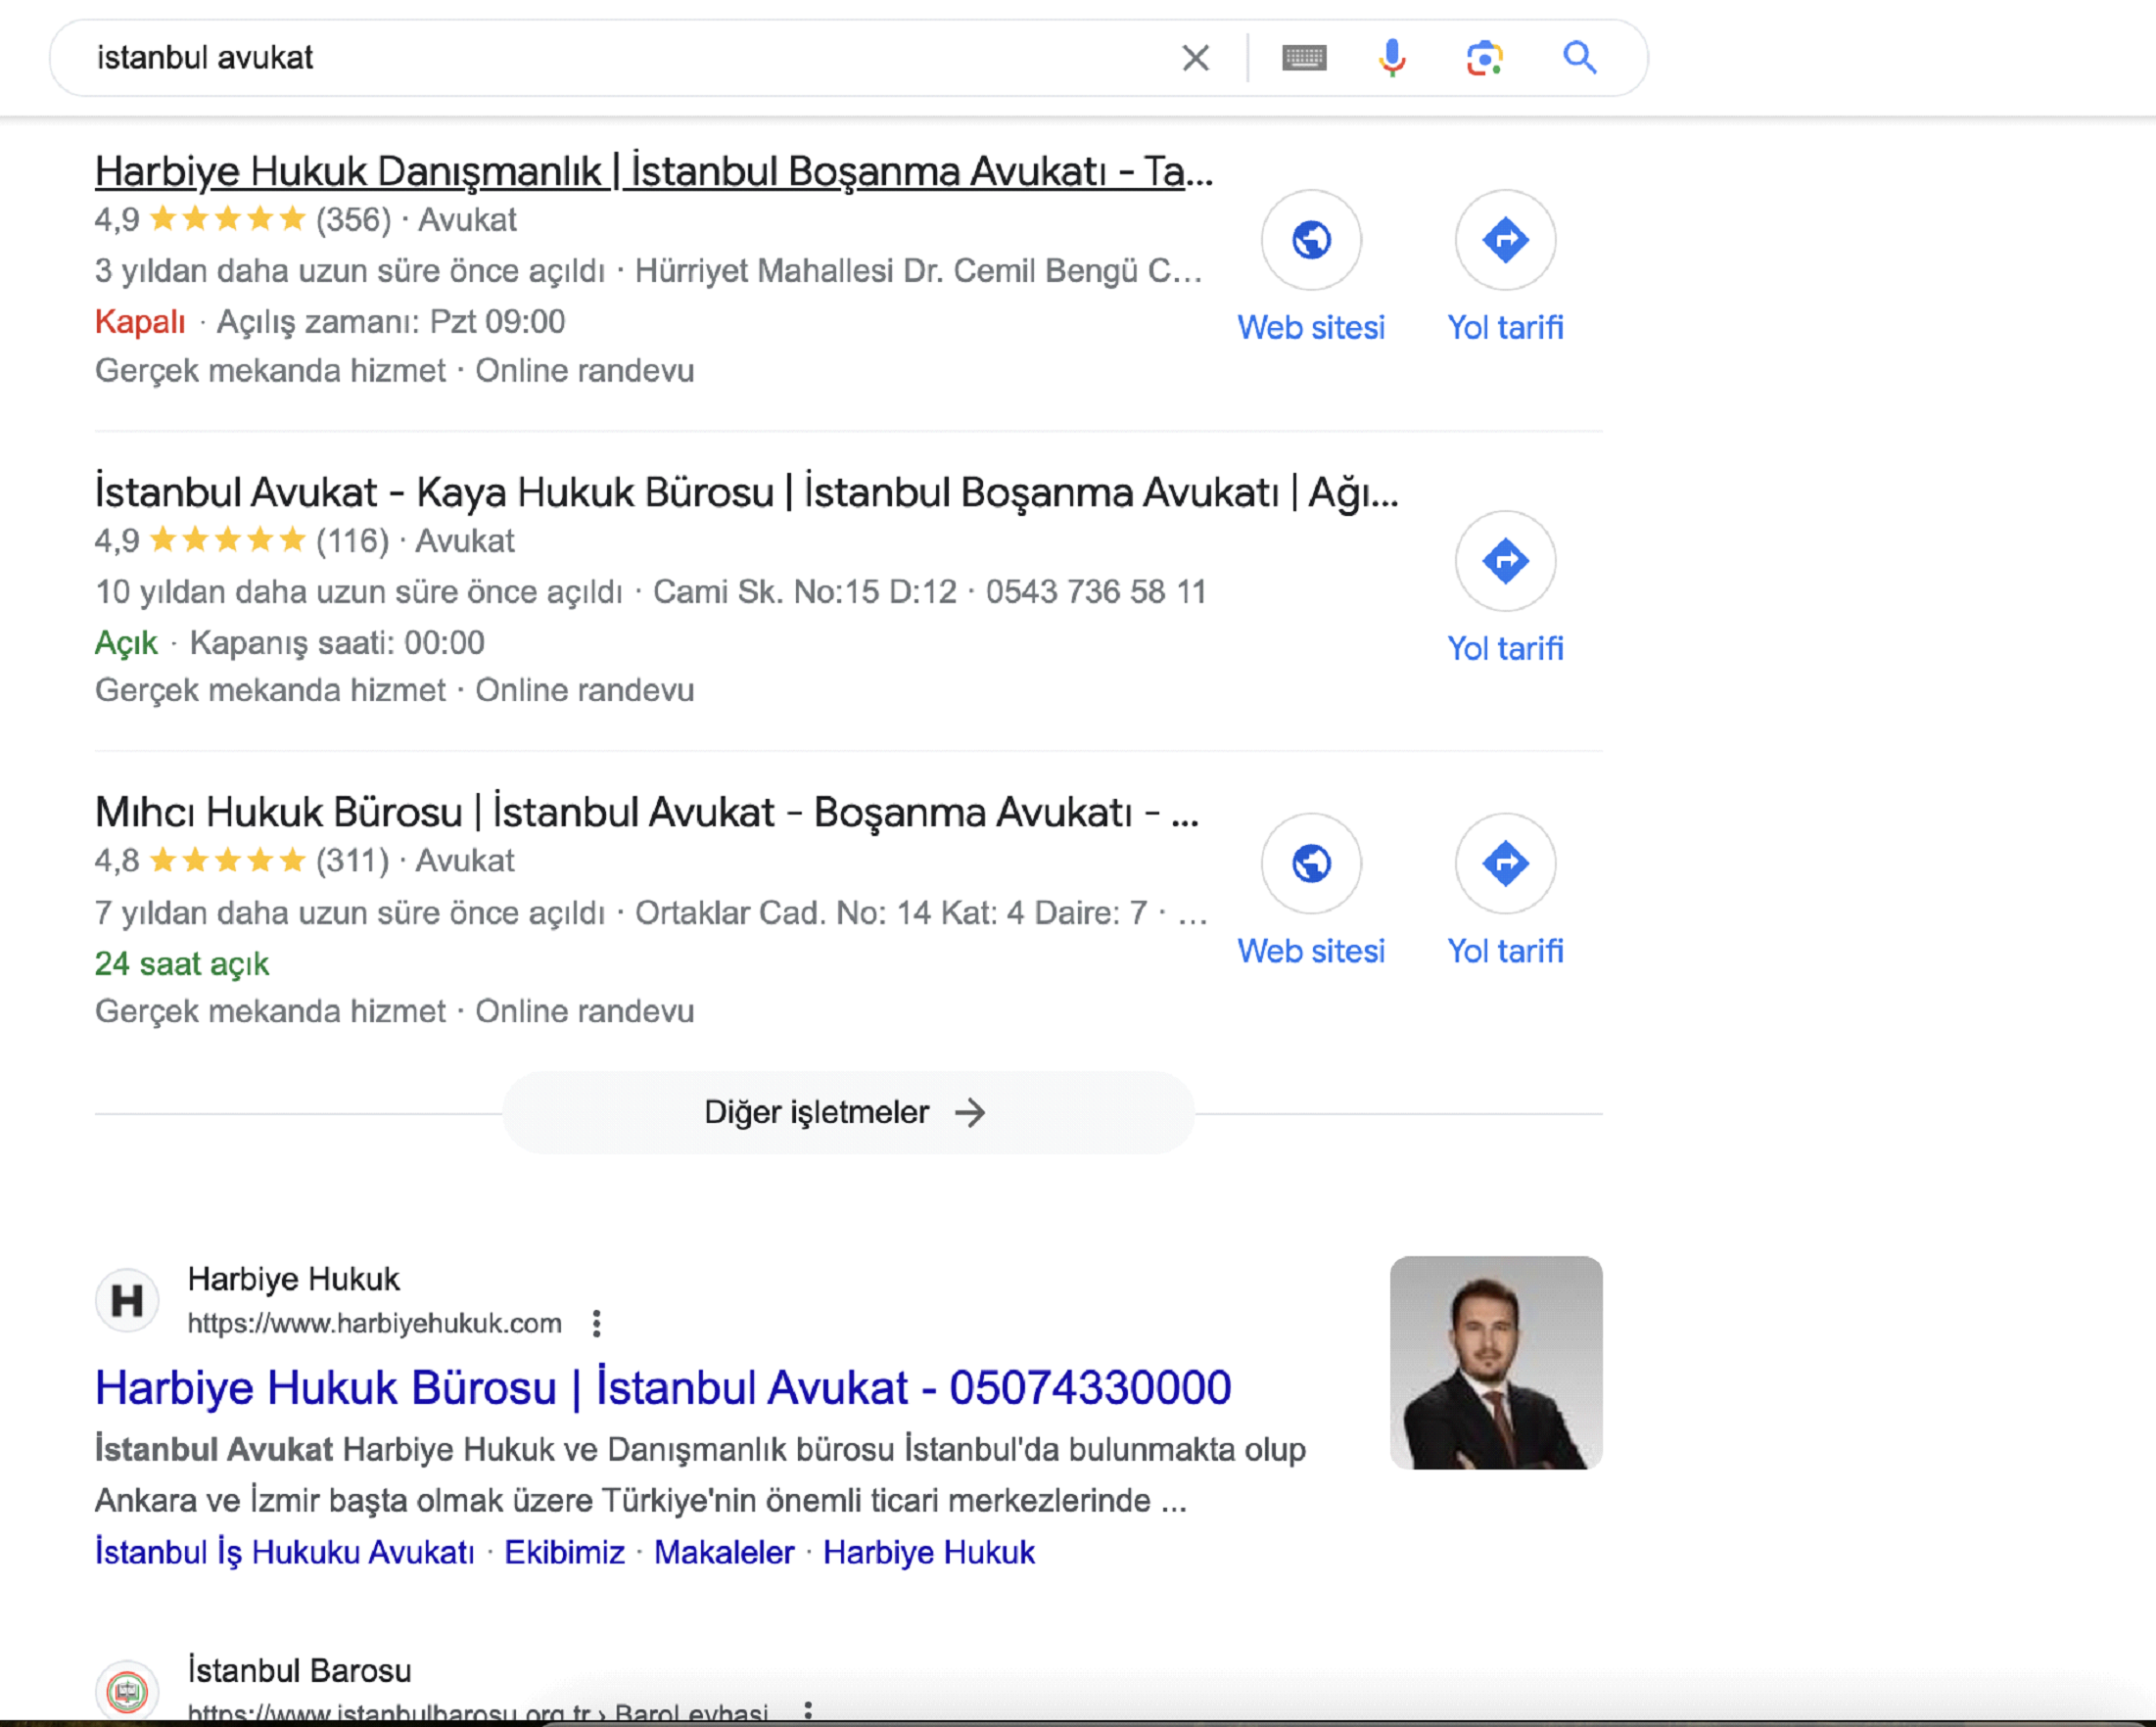 istanbul avukat
Harbiye Hukuk Danışmanlık | İstanbul Boşanma Avukatı - Ta...
4,9 (356) · Avukat
3 yıldan daha uzun süre önce açıldı · Hürriyet Mahallesi Dr. Cemil Bengü C...
Kapalı · Açılış zamanı: Pzt 09:00
Gerçek mekanda hizmet · Online randevu
Web sitesi
Yol tarifi
İstanbul Avukat - Kaya Hukuk Bürosu | İstanbul Boşanma Avukatı | Ağı...
4,9 (116) · Avukat
10 yıldan daha uzun süre önce açıldı · Cami Sk. No:15 D:12 · 0543 736 58 11
Açık · Kapanış saati: 00:00
Gerçek mekanda hizmet · Online randevu
Yol tarifi
Mıhcı Hukuk Bürosu | İstanbul Avukat - Boşanma Avukatı - ...
4,8 (311) · Avukat
7 yıldan daha uzun süre önce açıldı · Ortaklar Cad. No: 14 Kat: 4 Daire: 7 · ...
24 saat açık
Gerçek mekanda hizmet · Online randevu
Web sitesi
Yol tarifi
Diğer işletmeler
H
Harbiye Hukuk
https://www.harbiyehukuk.com
Harbiye Hukuk Bürosu | İstanbul Avukat - 05074330000
İstanbul Avukat Harbiye Hukuk ve Danışmanlık bürosu İstanbul'da bulunmakta olup
Ankara ve İzmir başta olmak üzere Türkiye'nin önemli ticari merkezlerinde ...
İstanbul İş Hukuku Avukatı · Ekibimiz · Makaleler · Harbiye Hukuk
İstanbul Barosu
https://www.istanbulbarosu.org.tr › BaroLevhasi